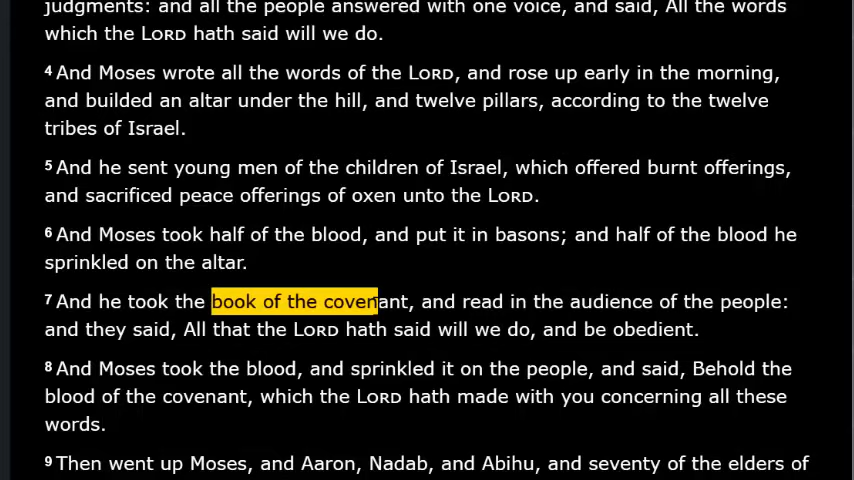 judgments: and all the people answered with one voice, and said, All the words
which the LORD hath said will we do.
4 And Moses wrote all the words of the LORD, and rose up early in the morning,
and builded an altar under the hill, and twelve pillars, according to the twelve
tribes of Israel.
5 And he sent young men of the children of Israel, which offered burnt offerings,
and sacrificed peace offerings of oxen unto the LORD.
6 And Moses took half of the blood, and put it in basons; and half of the blood he
sprinkled on the altar.
7 And he took the book of the covenant, and read in the audience of the people:
and they said, All that the LORD hath said will we do, and be obedient.
8 And Moses took the blood, and sprinkled it on the people, and said, Behold the
blood of the covenant, which the LORD hath made with you concerning all these
words.
9 Then went up Moses, and Aaron, Nadab, and Abihu, and seventy of the elders of